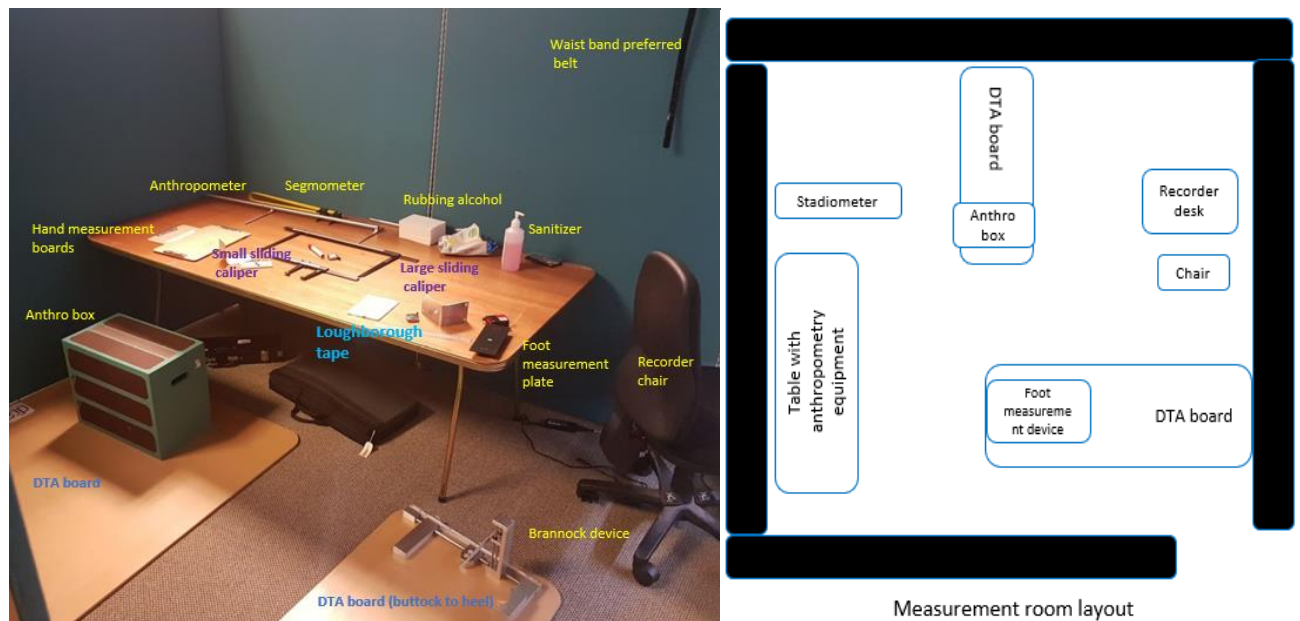 Waist band preferred
belt
Anthropometer
Segmometer
Rubbing alcohol
Hand measurement
boards
Sanitizer
Small sliding
caliper
Large sliding
caliper
Anthro box
Loughborough
tape
Foot
measurement
plate
Recorder
chair
DTA board
Brannock device
DTA board (buttock to heel)
DTA board
Stadiometer
Anthro
box
Recorder
desk
Chair
Table with
anthropometry
equipment
Foot
measureme
nt device
DTA board
Measurement room layout